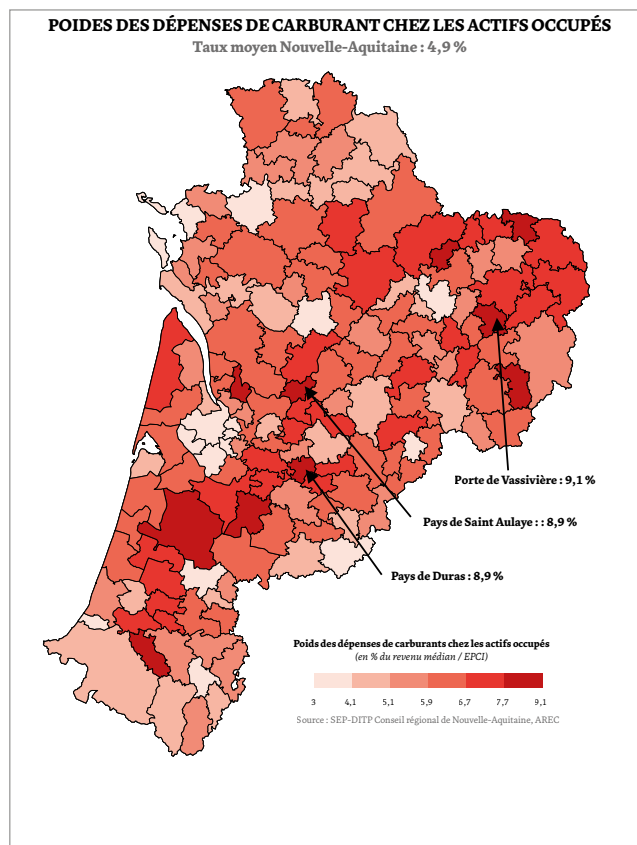 POIDES DES DÉPENSES DE CARBURANT CHEZ LES ACTIFS OCCUPÉS
Taux moyen Nouvelle-Aquitaine : 4,9 %
Porte de Vassivière : 9,1 %
Pays de Saint Aulaye : : 8,9 %
Pays de Duras : 8,9 %
Poids des dépenses de carburants chez les actifs occupés
(en % du revenu médian / EPCI)
3 4,1 5,1 5,9 6,7 7,7 9,1
Source : SEP-DITP Conseil régional de Nouvelle-Aquitaine, AREC